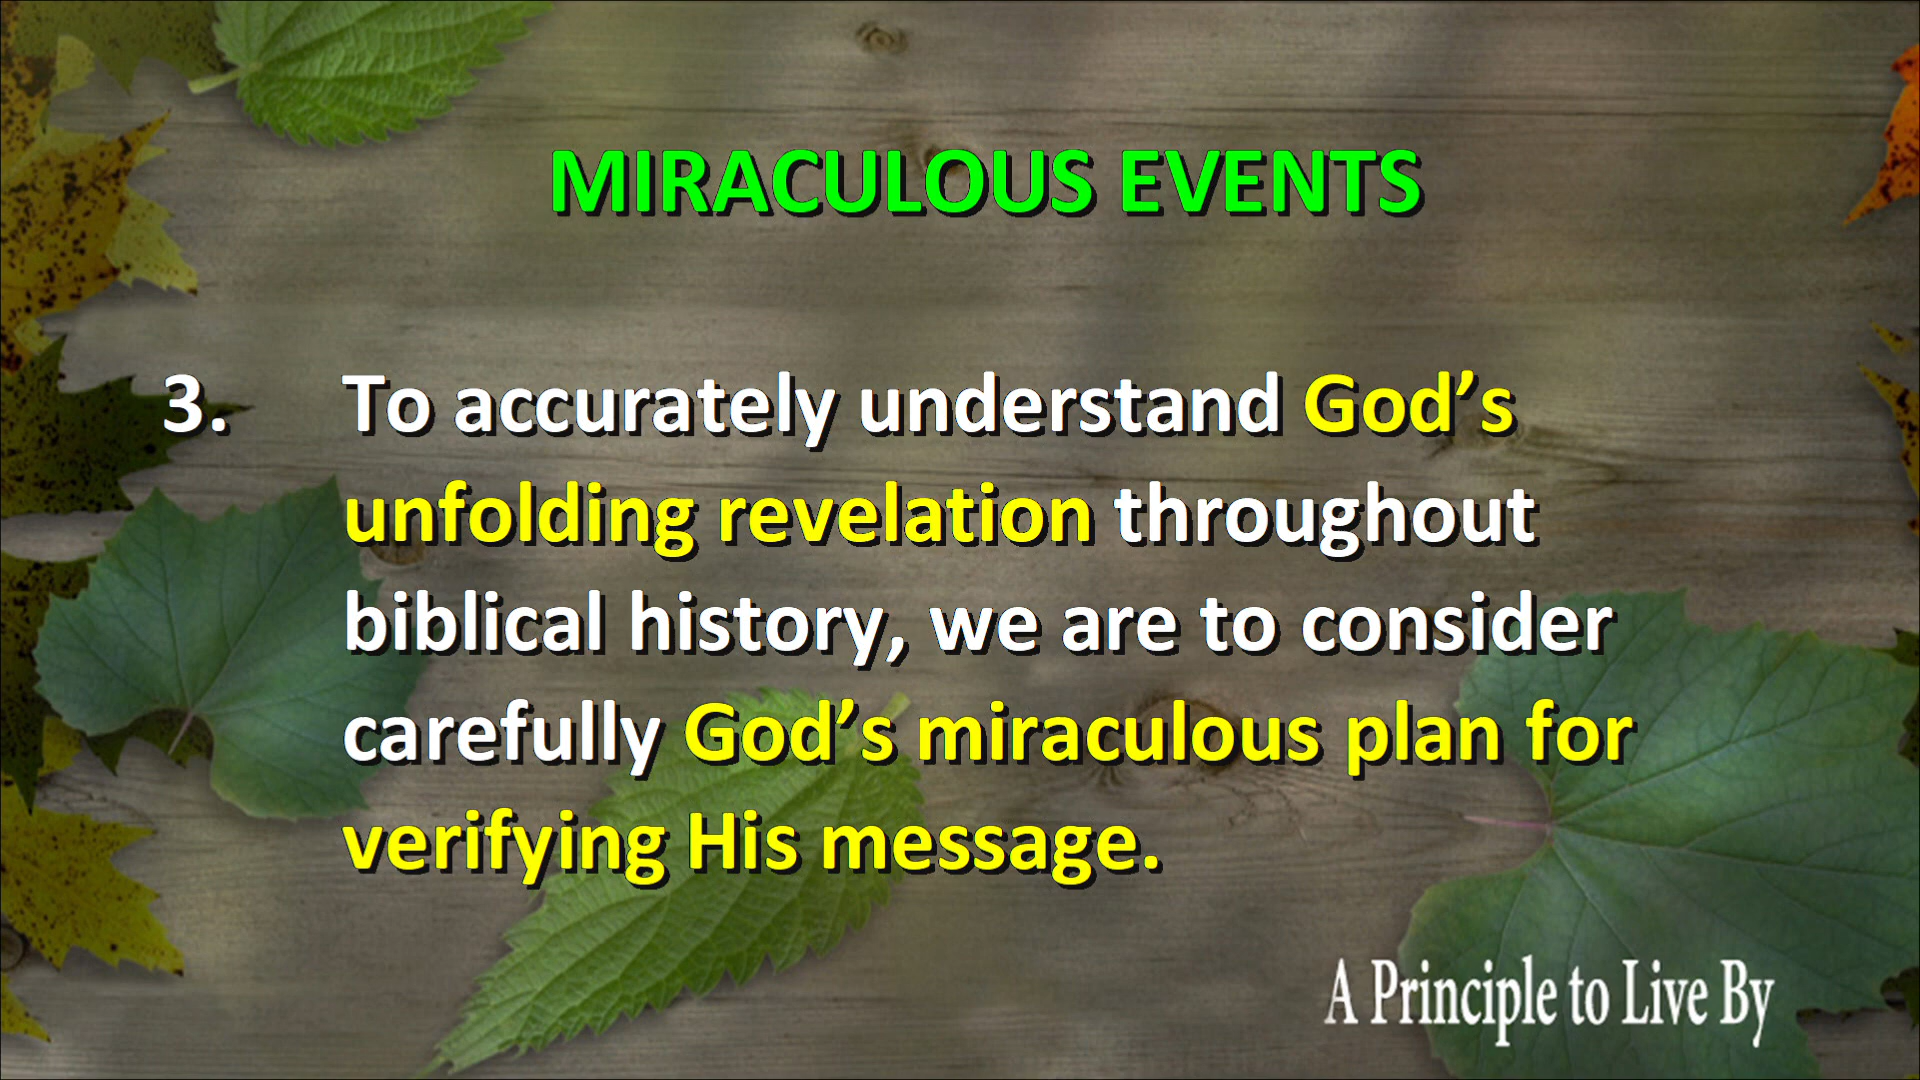 MIRACULOUS EVENTS
3. To accurately understand God’s
unfolding revelation throughout
biblical history, we are to consider
carefully God’s miraculous plan for
verifying His message.
A Principle to Live By